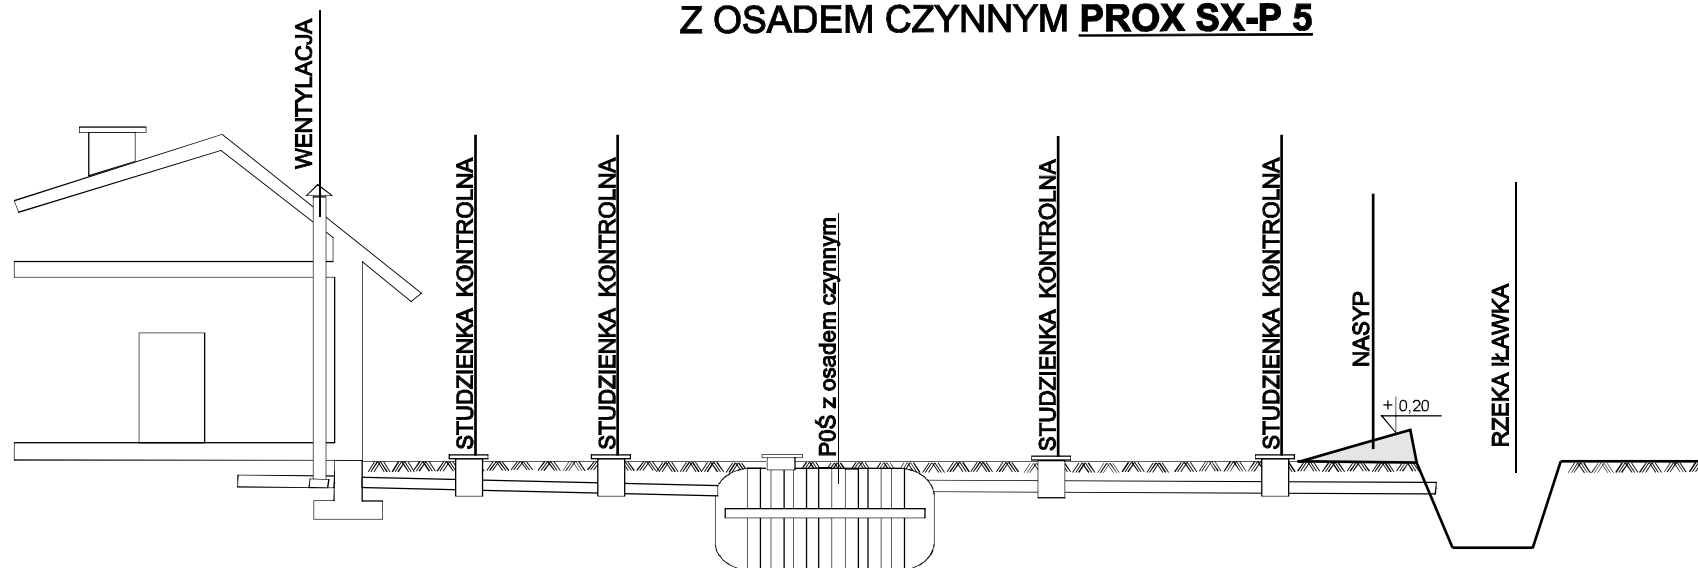 Z OSADEM CZYNNYM PROX SX-P 5
WENTYLACJA
STUDZIENKA KONTROLNA
STUDZIENKA KONTROLNA
P0Ś z osadem czynnym
STUDZIENKA KONTROLNA
STUDZIENKA KONTROLNA
NASYP
+0,20
RZEKA IŁAWKA